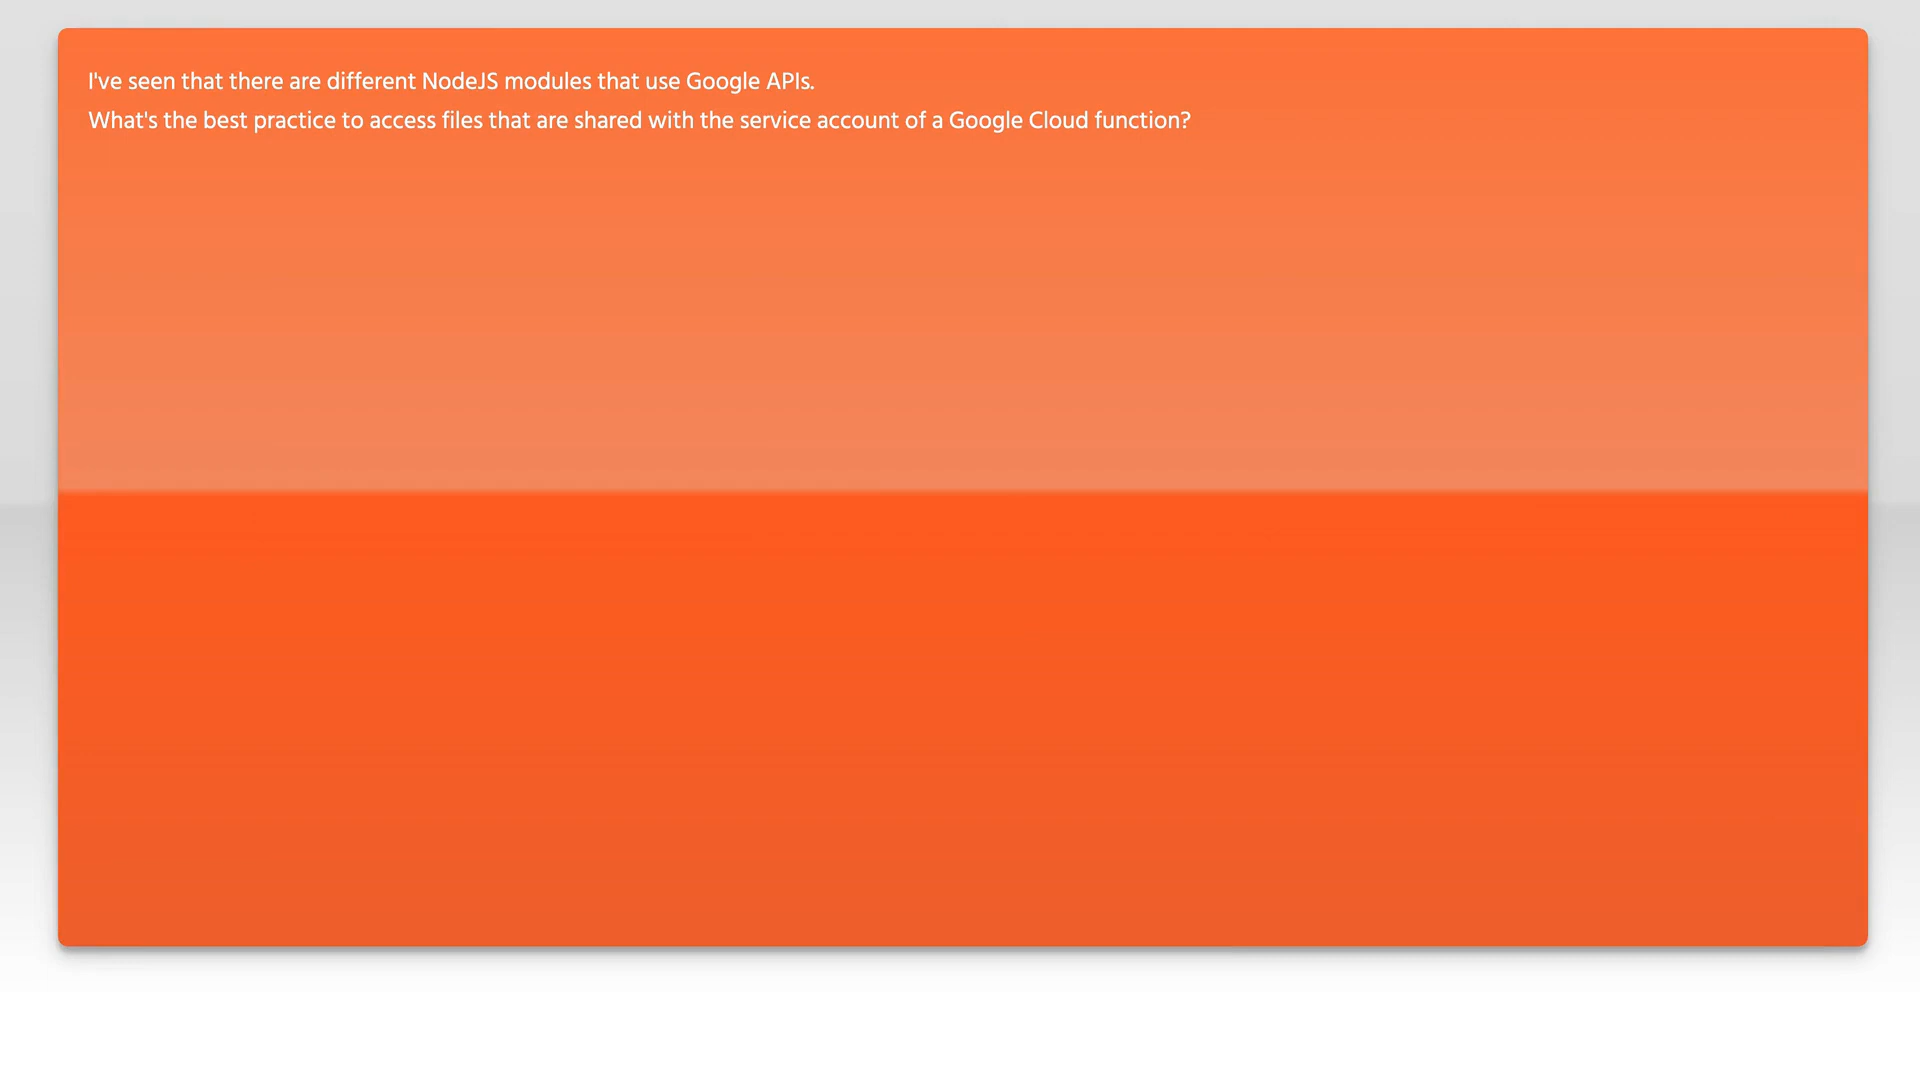 I've seen that there are different NodeJS modules that use Google APIs.
What's the best practice to access files that are shared with the service account of a Google Cloud function?